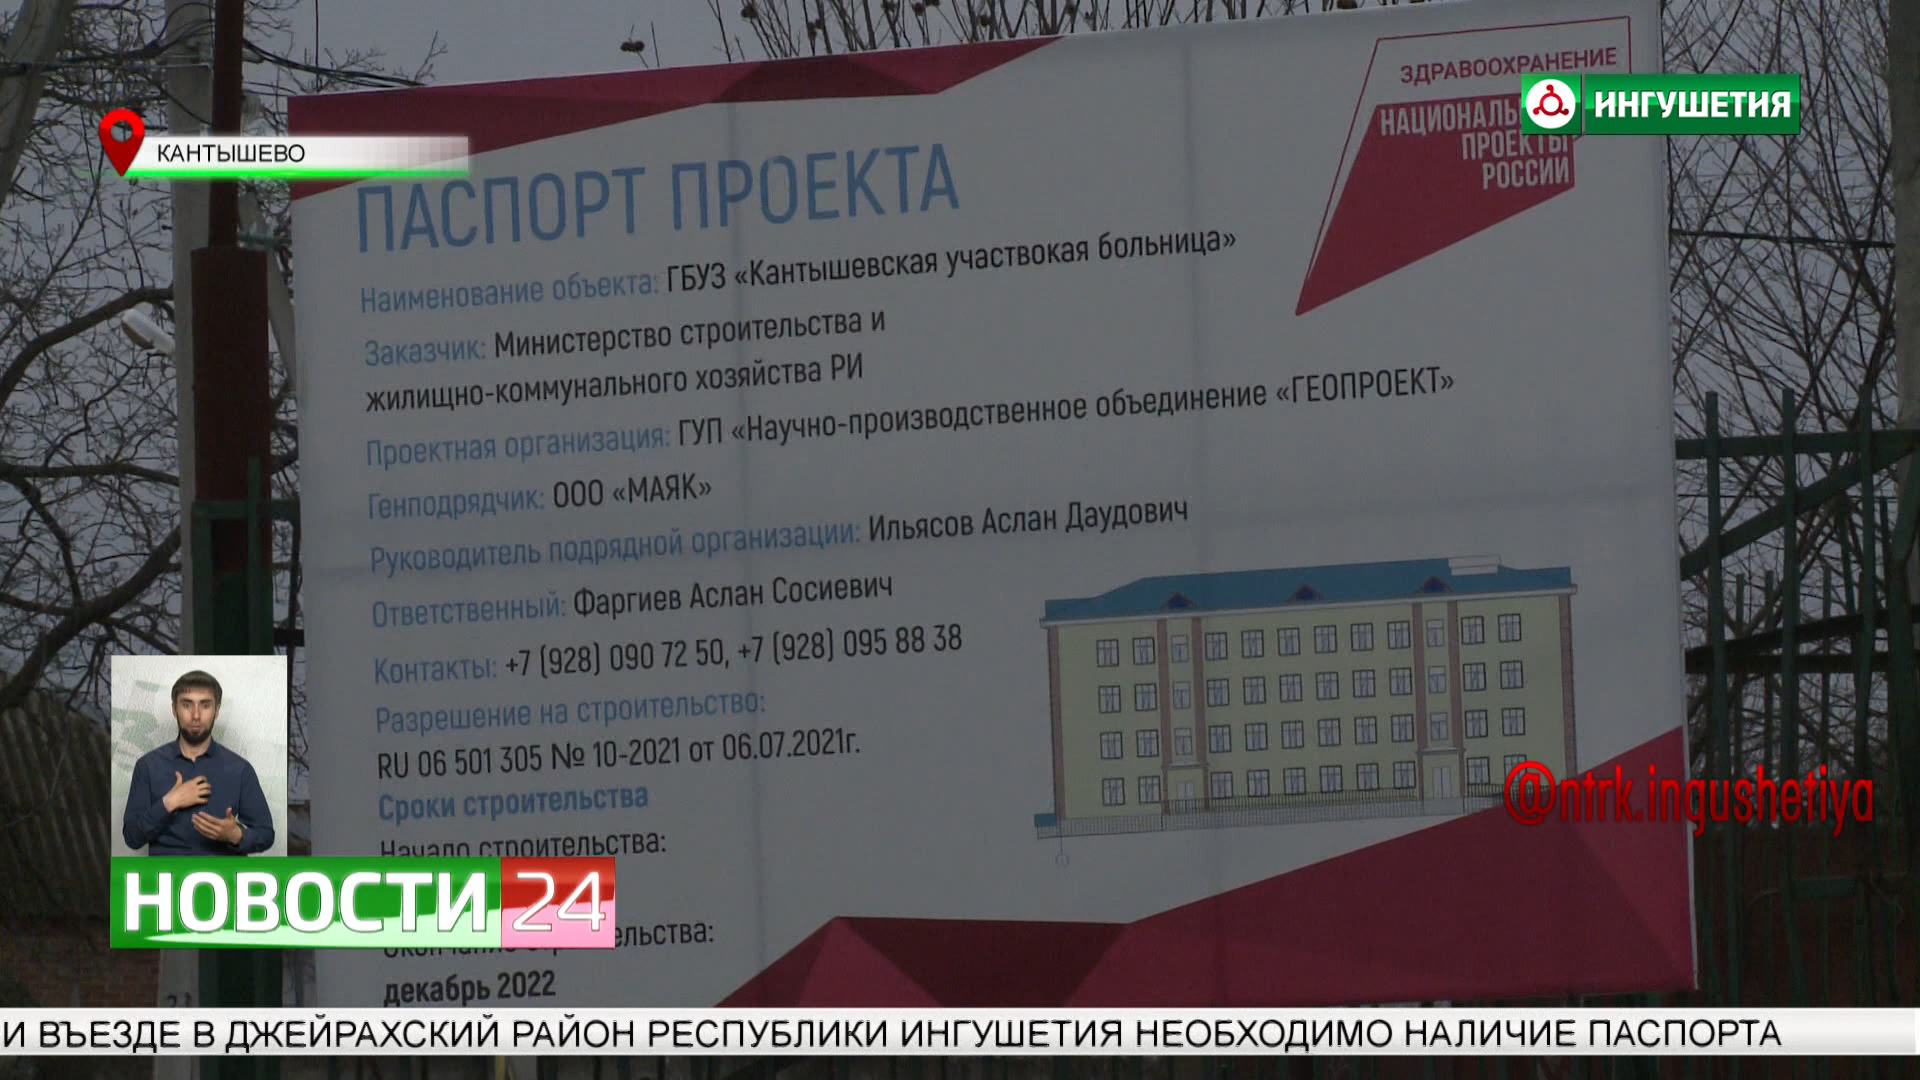 ЗДРАВООХРАНЕНИЕ
НАЦИОНАЛЬ
ПРОЕКТЫ
РОССИИ
ИНГУШЕТИЯ
КАНТЫШЕВО
ПАСПОРТ ПРОЕКТА
Наименование объекта: ГБУЗ «Кантышевская участвокая больница»
Заказчик: Министерство строительства и
жилищно-коммунального хозяйства РИ
Проектная организация: ГУП «Научно-производственное объединение «ГЕОПРОЕКТ»
Генподрядчик: ООО «МАЯК»
Руководитель подрядной организации: Ильясов Аслан Даудович
Ответственный: Фаргиев Аслан Сосиевич
Контакты: +7 (928) 090 72 50, +7 (928) 095 88 38
Разрешение на строительство:
RU 06 501 305 № 10-2021 от 06.07.2021г.
Сроки строительства
Начало строительства:
Окончание строительства:
декабрь 2022
@ntrk.ingushetiya
НОВОСТИ 24
И ВЪЕЗДЕ В ДЖЕЙРАХСКИЙ РАЙОН РЕСПУБЛИКИ ИНГУШЕТИЯ НЕОБХОДИМО НАЛИЧИЕ ПАСПОРТА